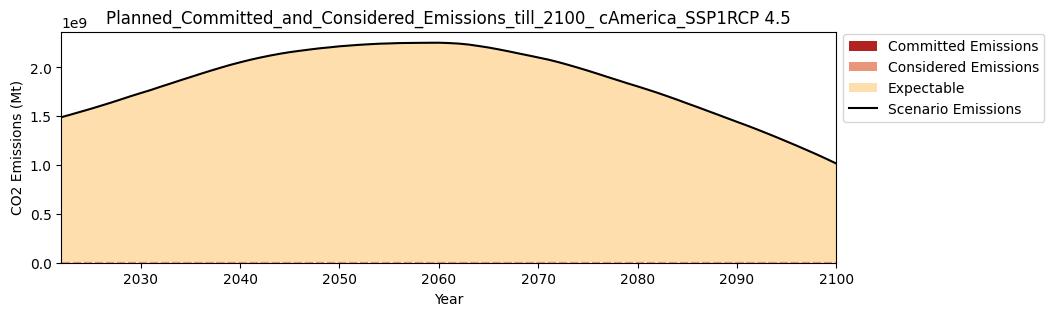 Planned_Committed_and_Considered_Emissions_till_2100_ cAmerica_SSP1RCP 4.5
1e9
Committed Emissions
Considered Emissions
Expectable
Scenario Emissions
2.0
1.5
1.0
0.5
0.0
CO2 Emissions (Mt)
2030 2040 2050 2060 2070 2080 2090 2100
Year